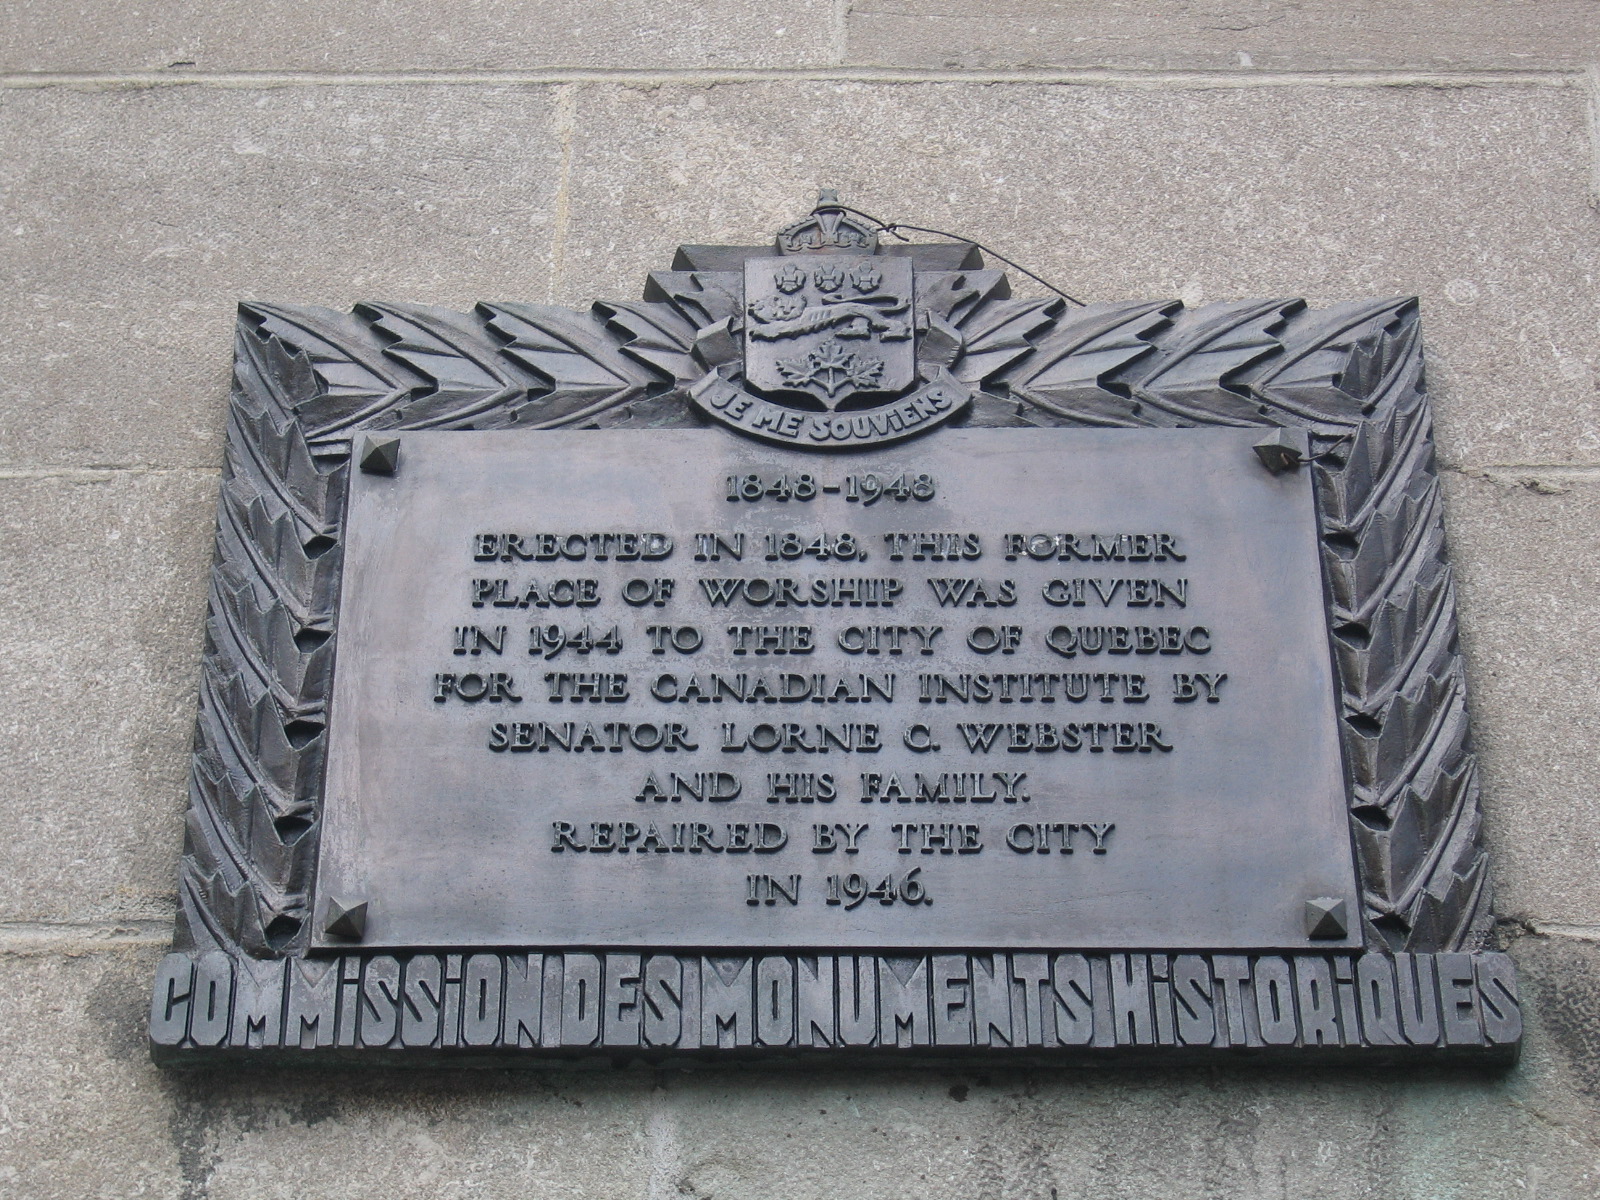 JE ME SOUVIENS
1848-1948
ERECTED IN 1848, THIS FORMER
PLACE OF WORSHIP WAS GIVEN
IN 1944 TO THE CITY OF QUEBEC
FOR THE CANADIAN INSTITUTE BY
SENATOR LORNE C. WEBSTER
AND HIS FAMILY.
REPAIRED BY THE CITY
IN 1946.
COMMISSION DES MONUMENTS HISTORIQUES